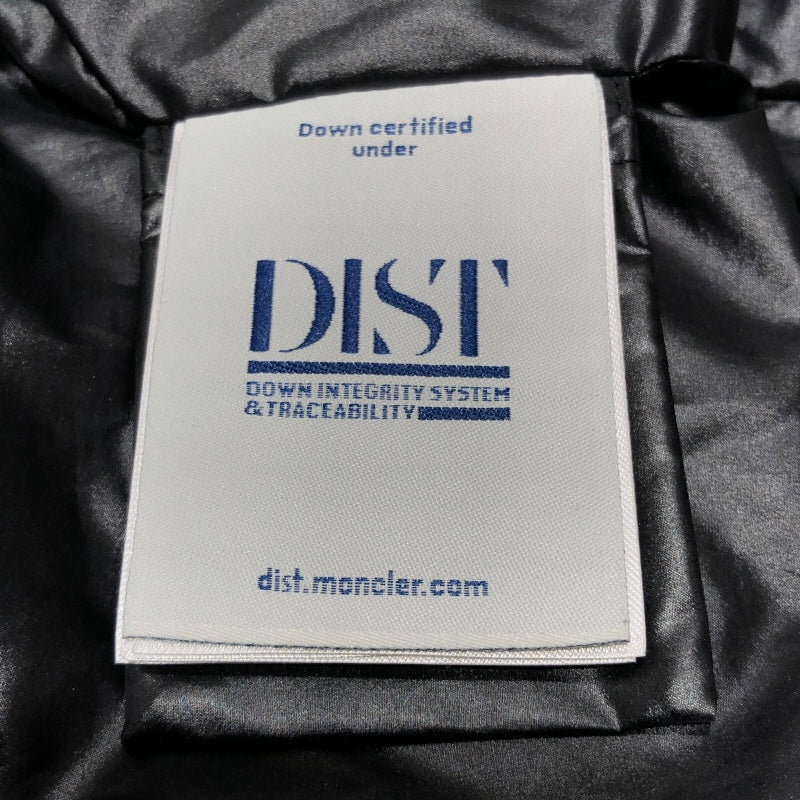 Down certified
under
DIST
DOWN INTEGRITY SYSTEM
&TRACEABILITY
dist.moncler.com